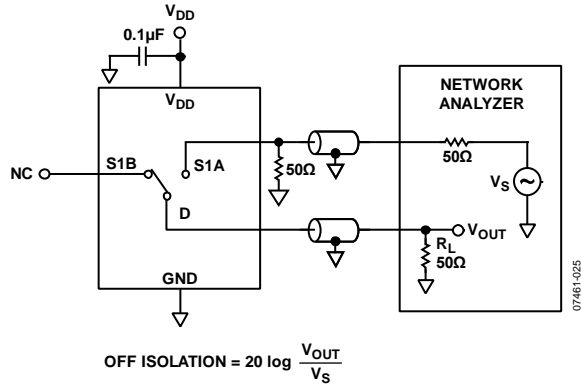 VDD
0.1µF
VDD
NETWORK
ANALYZER
S1B
S1A
NC
50Ω
50Ω
VS
D
VOUT
RL
50Ω
GND
07461-025
OFF ISOLATION = 20 log VOUT
VS